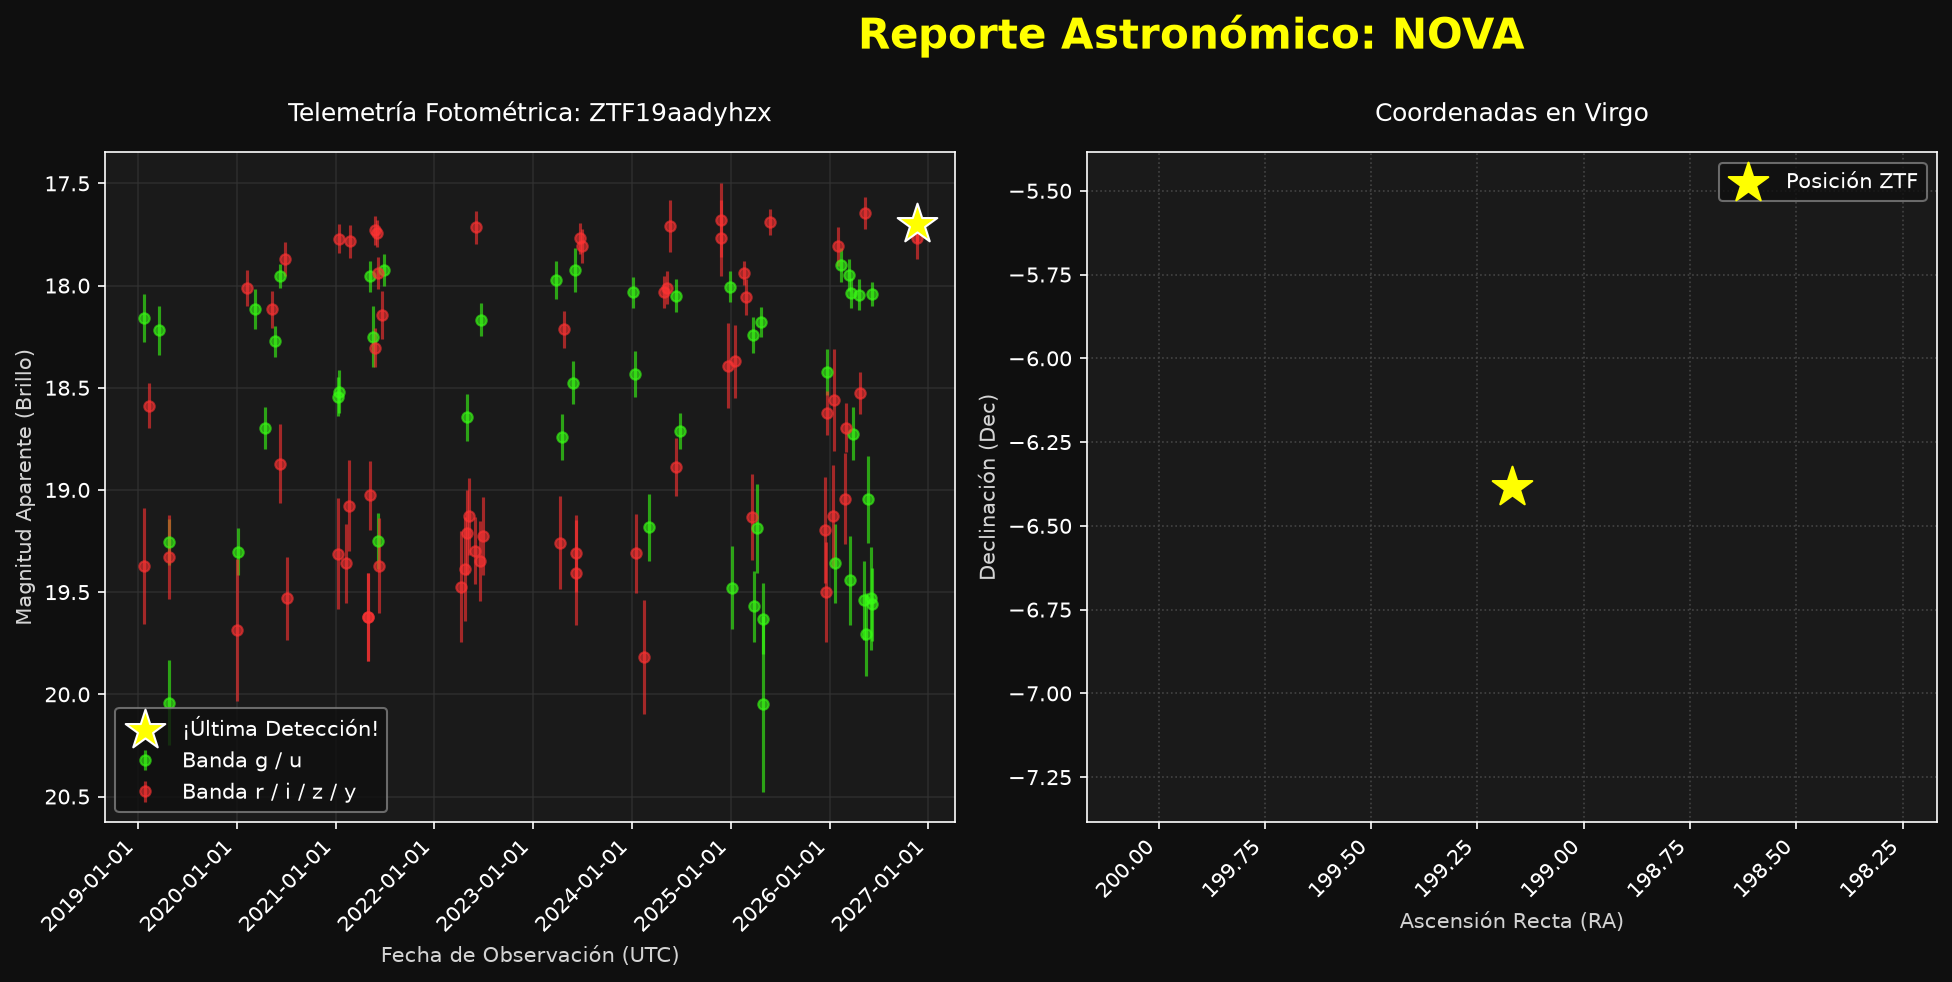 Reporte Astronómico: NOVA
Telemetría Fotométrica: ZTF19aadyhzx
Magnitud Aparente (Brillo)
17.5
18.0
18.5
19.0
19.5
20.0
20.5
¡Última Detección!
Banda g / u
Banda r / i / z / y
2019-01-01
2020-01-01
2021-01-01
2022-01-01
2023-01-01
2024-01-01
2025-01-01
2026-01-01
2027-01-01
Fecha de Observación (UTC)
Coordenadas en Virgo
Posición ZTF
Declinación (Dec)
−5.50
−5.75
−6.00
−6.25
−6.50
−6.75
−7.00
−7.25
200.00
199.75
199.50
199.25
199.00
198.75
198.50
198.25
Ascensión Recta (RA)